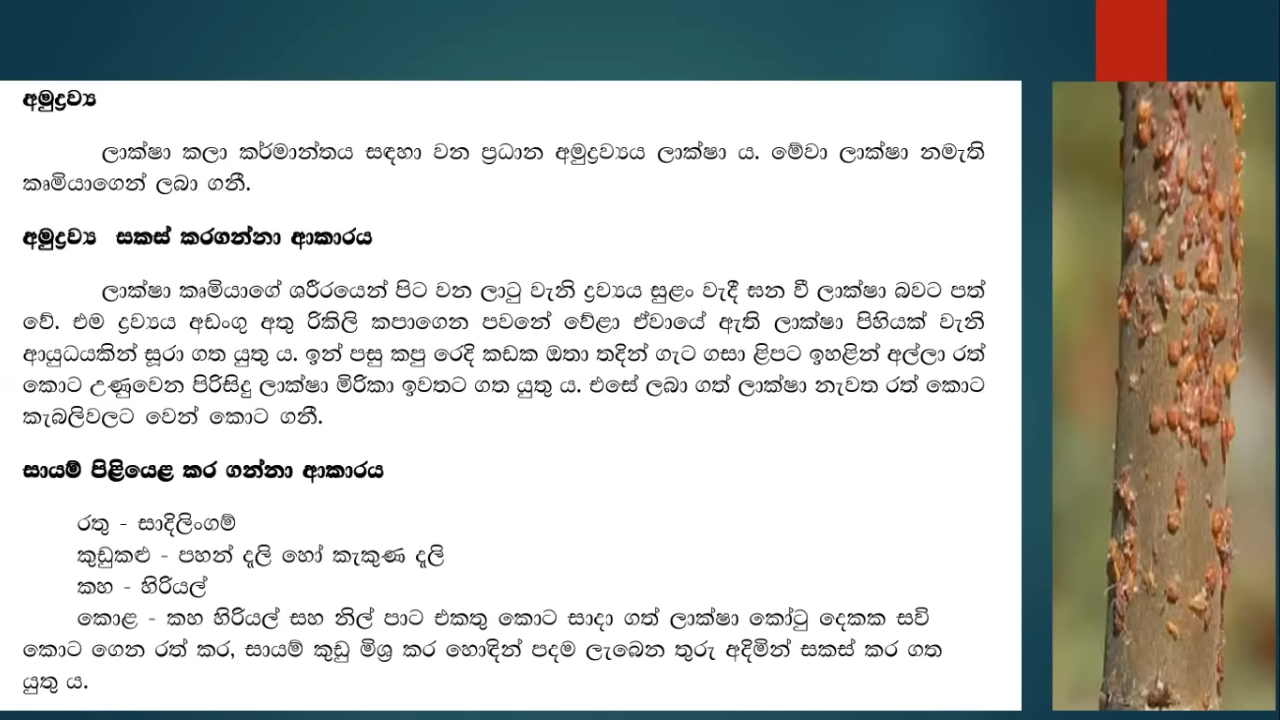 අමුද්‍රව්‍ය
ලාක්ෂා කලා කර්මාන්තය සඳහා වන ප්‍රධාන අමුද්‍රව්‍යය ලාක්ෂා ය. මේවා ලාක්ෂා නමැති
කෘමියාගෙන් ලබා ගනී.
අමුද්‍රව්‍ය සකස් කරගන්නා ආකාරය
ලාක්ෂා කෘමියාගේ ශරීරයෙන් පිට වන ලාටු වැනි ද්‍රව්‍යය සුළං වැදී ඝන වී ලාක්ෂා බවට පත්
වේ. එම ද්‍රව්‍යය අඩංගු අතු රිකිලි කපාගෙන පවනේ වේළා ඒවායේ ඇති ලාක්ෂා පිහියක් වැනි
ආයුධයකින් සූරා ගත යුතු ය. ඉන් පසු කපු රෙදි කඩක ඔතා තදින් ගැට ගසා ළිපට ඉහළින් අල්ලා රත්
කොට උණුවෙන පිරිසිදු ලාක්ෂා මිරිකා ඉවතට ගත යුතු ය. එසේ ලබා ගත් ලාක්ෂා නැවත රත් කොට
කැබලිවලට වෙන් කොට ගනී.
සායම් පිළියෙළ කර ගන්නා ආකාරය
රතු - සාදිලිංගම්
කුඩුකළු - පහන් දැලි හෝ කැකුණ දැලි
කහ - හිරියල්
කොළ - කහ හිරියල් සහ නිල් පාට එකතු කොට සාදා ගත් ලාක්ෂා කෝටු දෙකක සවි
කොට ගෙන රත් කර, සායම් කුඩු මිශ්‍ර කර හොඳින් පදම ලැබෙන තුරු අදිමින් සකස් කර ගත
යුතු ය.